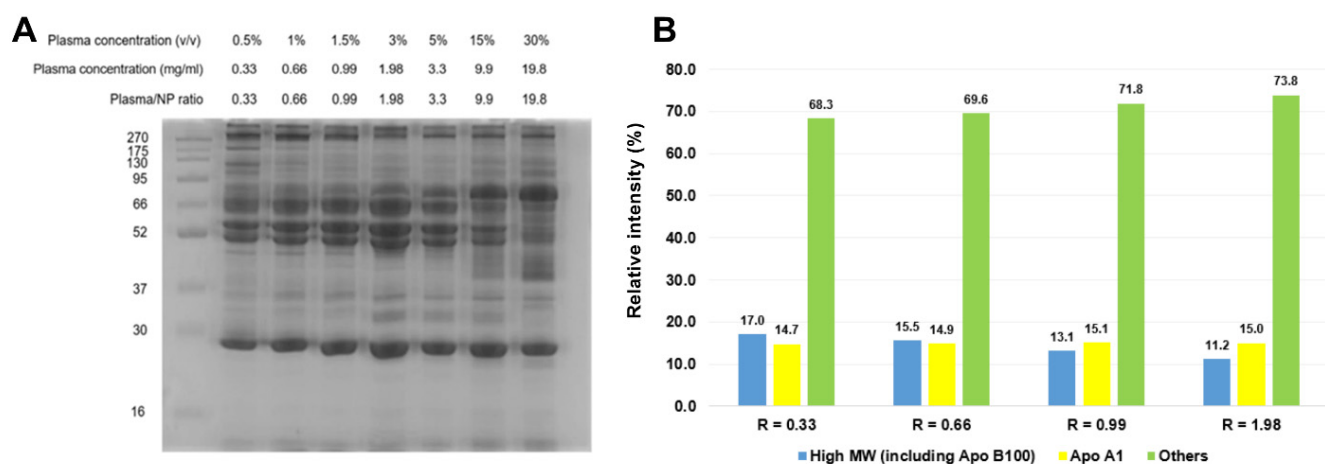 A
Plasma concentration (v/v) 0.5% 1% 1.5% 3% 5% 15% 30%
Plasma concentration (mg/ml) 0.33 0.66 0.99 1.98 3.3 9.9 19.8
Plasma/NP ratio 0.33 0.66 0.99 1.98 3.3 9.9 19.8
270
175
130
95
66
52
37
30
16
B
Relative intensity (%)
80.0
70.0
60.0
50.0
40.0
30.0
20.0
10.0
0.0
17.0 14.7 68.3 15.5 14.9 69.6 13.1 15.1 71.8 11.2 15.0 73.8
R = 0.33 R = 0.66 R = 0.99 R = 1.98
High MW (including Apo B100) Apo A1 Others